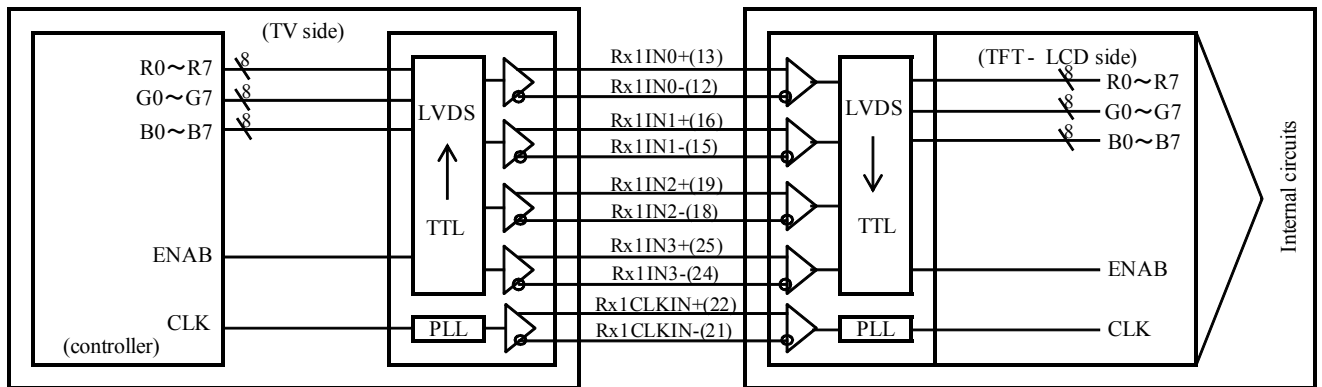 (TV side)
R0～R7
8
G0～G7
8
B0～B7
8
ENAB
CLK
(controller)
LVDS
TTL
PLL
Rx1IN0+(13)
Rx1IN0-(12)
Rx1IN1+(16)
Rx1IN1-(15)
Rx1IN2+(19)
Rx1IN2-(18)
Rx1IN3+(25)
Rx1IN3-(24)
Rx1CLKIN+(22)
Rx1CLKIN-(21)
LVDS
TTL
PLL
(TFT - LCD side)
8
R0～R7
8
G0～G7
8
B0～B7
ENAB
CLK
Internal circuits